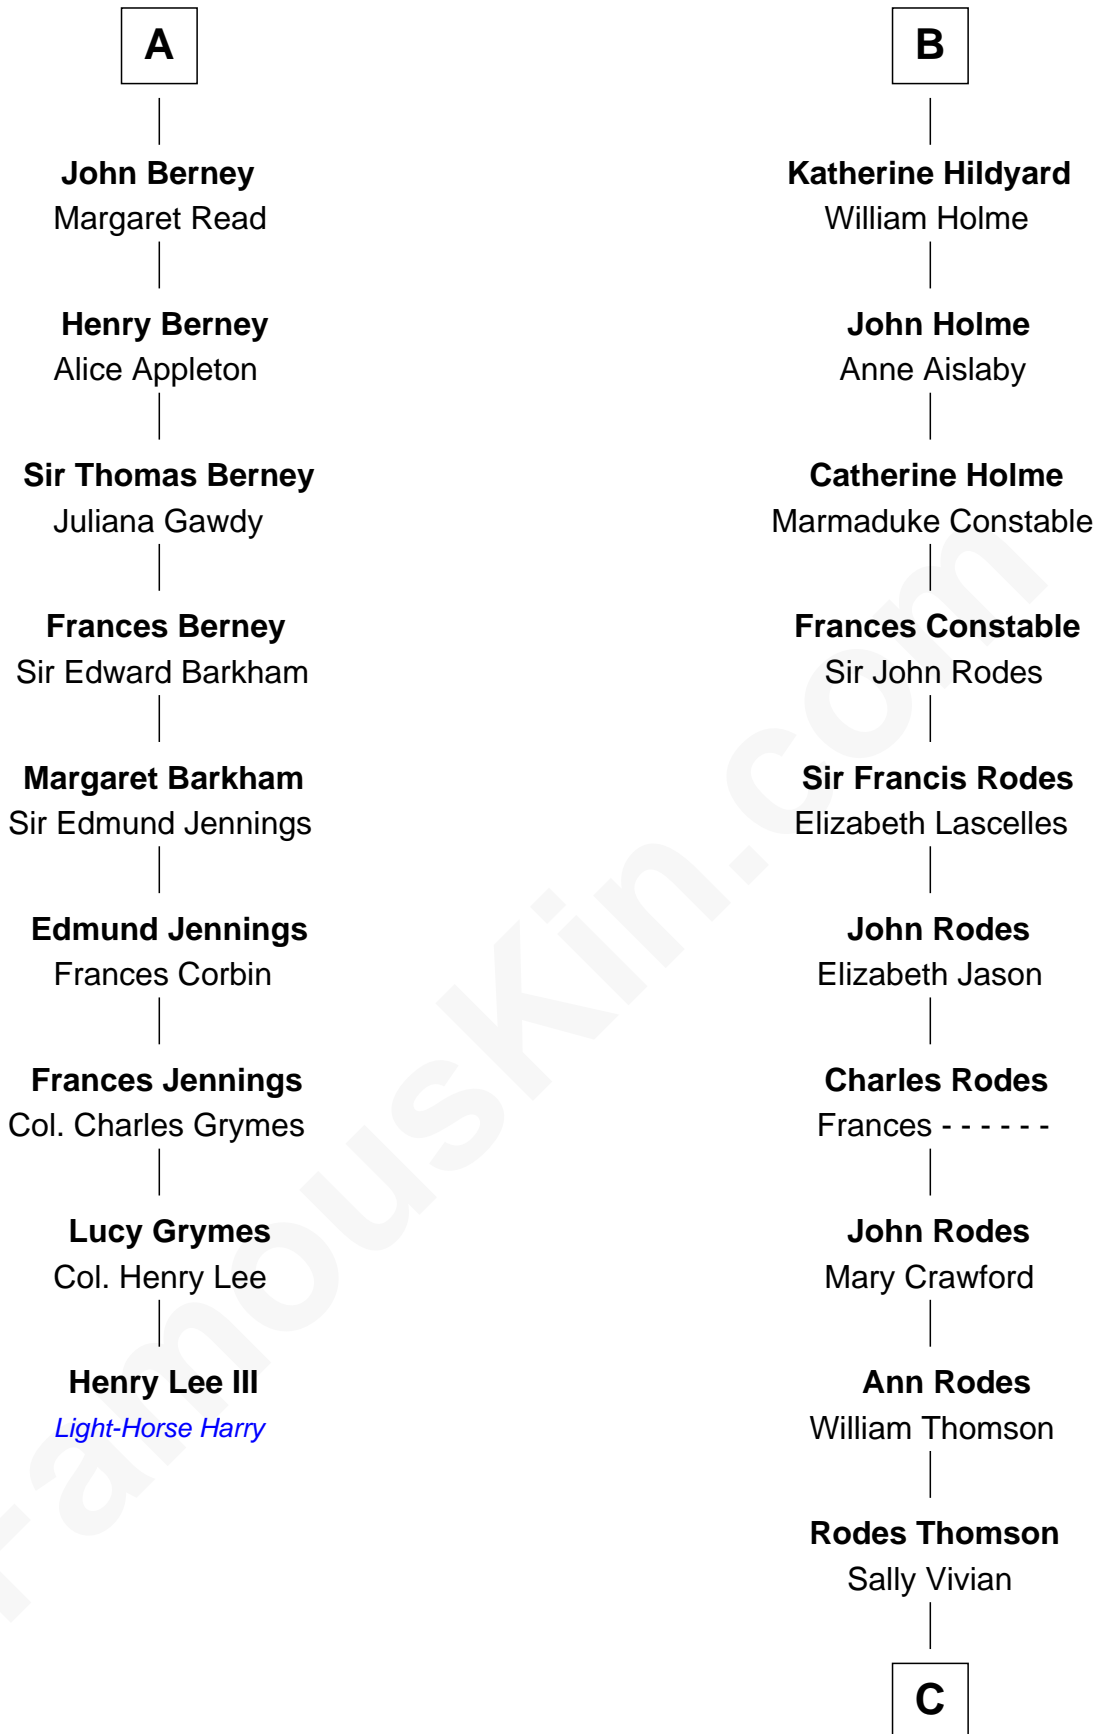 A
John Berney
Margaret Read
Henry Berney
Alice Appleton
Sir Thomas Berney
Juliana Gawdy
Frances Berney
Sir Edward Barkham
Margaret Barkham
Sir Edmund Jennings
Edmund Jennings
Frances Corbin
Frances Jennings
Col. Charles Grymes
Lucy Grymes
Col. Henry Lee
Henry Lee III
Light-Horse Harry
B
Katherine Hildyard
William Holme
John Holme
Anne Aislaby
Catherine Holme
Marmaduke Constable
Frances Constable
Sir John Rodes
Sir Francis Rodes
Elizabeth Lascelles
John Rodes
Elizabeth Jason
Charles Rodes
Frances - - - - - -
John Rodes
Mary Crawford
Ann Rodes
William Thomson
Rodes Thomson
Sally Vivian
C
FamousKin.com